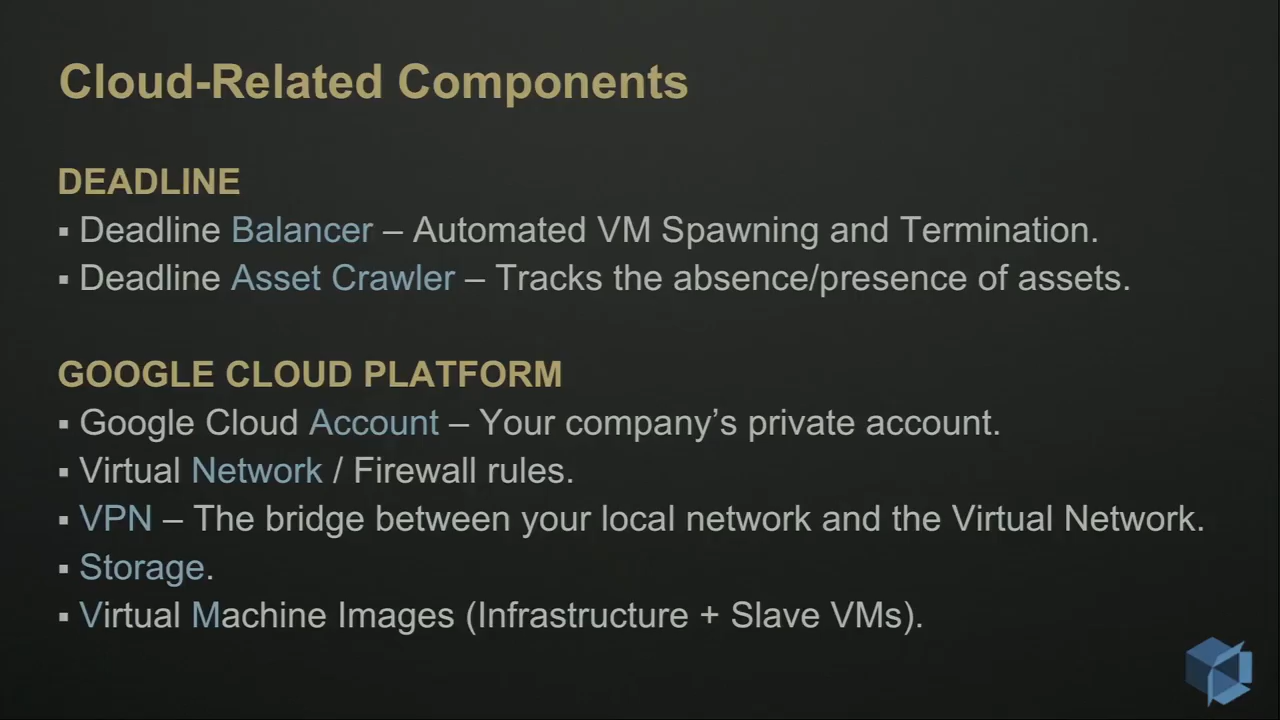 Cloud-Related Components
DEADLINE
▪ Deadline Balancer – Automated VM Spawning and Termination.
▪ Deadline Asset Crawler – Tracks the absence/presence of assets.
GOOGLE CLOUD PLATFORM
▪ Google Cloud Account – Your company’s private account.
▪ Virtual Network / Firewall rules.
▪ VPN – The bridge between your local network and the Virtual Network.
▪ Storage.
▪ Virtual Machine Images (Infrastructure + Slave VMs).